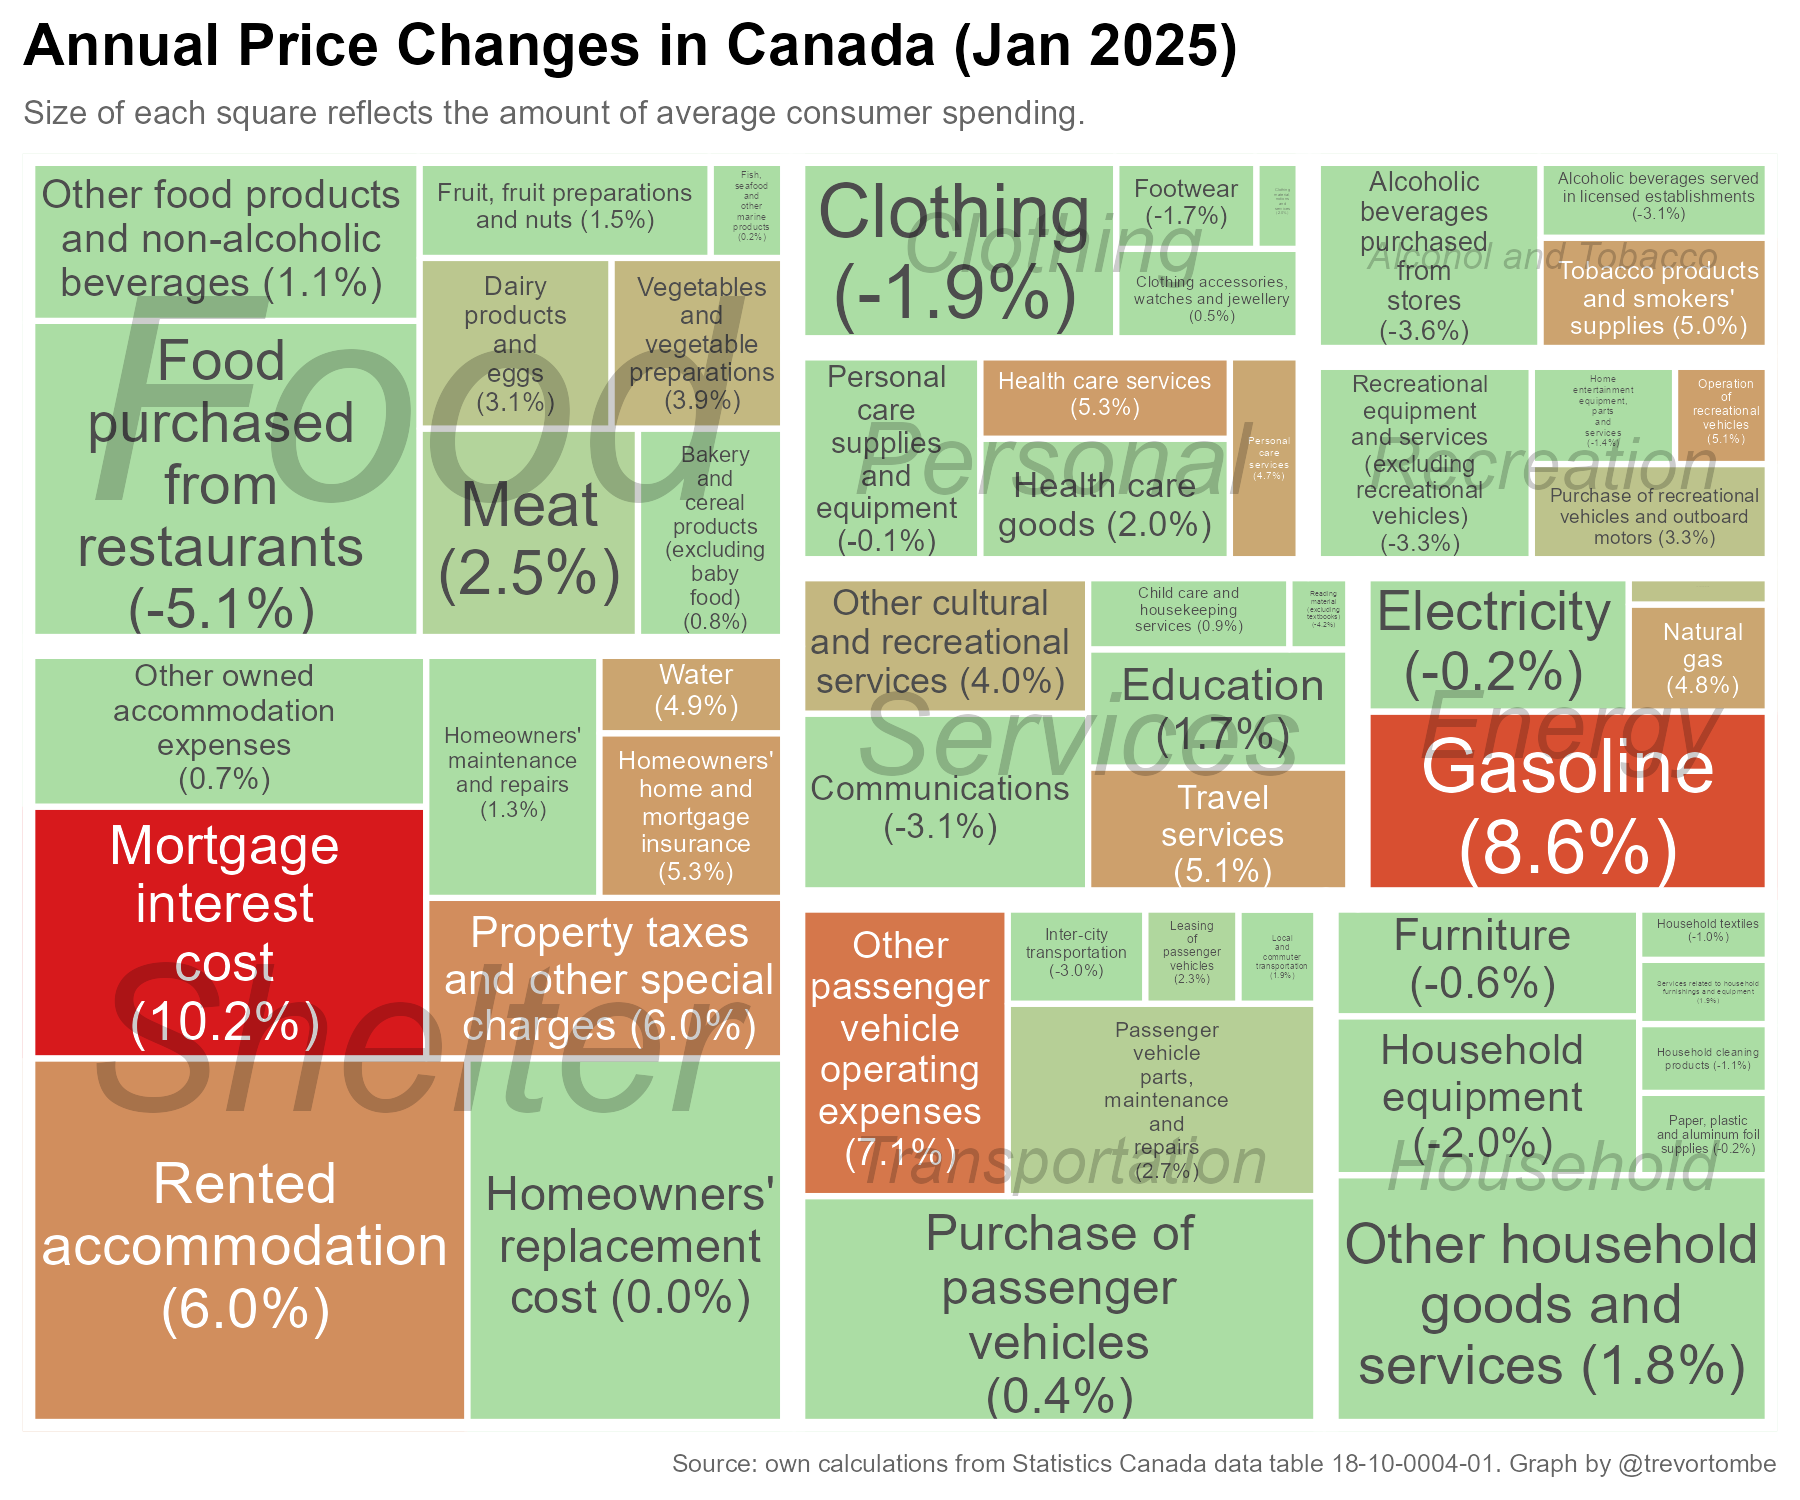 Annual Price Changes in Canada (Jan 2025)
Size of each square reflects the amount of average consumer spending.
Other food products
and non-alcoholic
beverages (1.1%)
Fruit, fruit preparations
and nuts (1.5%)
Fish,
seafood
and
other
marine
products
(0.2%)
Dairy
products
and
eggs
(3.1%)
Vegetables
and
vegetable
preparations
(3.9%)
Food
purchased
from
restaurants
(-5.1%)
Meat
(2.5%)
Bakery
and
cereal
products
(excluding
baby
food)
(0.8%)
Food
Clothing
(-1.9%)
Footwear
(-1.7%)
Clothing accessories,
watches and jewellery
(0.5%)
Clothing
Alcoholic
beverages
purchased
from
stores
(-3.6%)
Alcoholic beverages served
in licensed establishments
(-3.1%)
Tobacco products
and smokers'
supplies (5.0%)
Alcohol and Tobacco
Personal
care
supplies
and
equipment
(-0.1%)
Health care services
(5.3%)
Health care
goods (2.0%)
Personal
care
services
(4.7%)
Personal
Recreational
equipment
and services
(excluding
recreational
vehicles)
(-3.3%)
Home
entertainment
equipment,
parts
and
services
(-1.4%)
Operation
of
recreational
vehicles
(5.1%)
Purchase of recreational
vehicles and outboard
motors (3.3%)
Recreation
Other cultural
and recreational
services (4.0%)
Child care and
housekeeping
services (0.9%)
Reading
material
(excluding
textbooks)
(-4.2%)
Education
(1.7%)
Communications
(-3.1%)
Travel
services
(5.1%)
Services
Electricity
(-0.2%)
Natural
gas
(4.8%)
Gasoline
(8.6%)
Energy
Other owned
accommodation
expenses
(0.7%)
Homeowners'
maintenance
and repairs
(1.3%)
Water
(4.9%)
Homeowners'
home and
mortgage
insurance
(5.3%)
Mortgage
interest
cost
(10.2%)
Property taxes
and other special
charges (6.0%)
Rented
accommodation
(6.0%)
Homeowners'
replacement
cost (0.0%)
Shelter
Other
passenger
vehicle
operating
expenses
(7.1%)
Inter-city
transportation
(-3.0%)
Leasing
of
passenger
vehicles
(2.3%)
Local
and
commuter
transportation
(1.9%)
Passenger
vehicle
parts,
maintenance
and
repairs
(2.7%)
Purchase of
passenger
vehicles
(0.4%)
Transportation
Furniture
(-0.6%)
Household textiles
(-1.0%)
Services related to household
furnishings and equipment
(1.9%)
Household
equipment
(-2.0%)
Household cleaning
products (-1.1%)
Paper, plastic
and aluminum foil
supplies (-0.2%)
Other household
goods and
services (1.8%)
Household
Source: own calculations from Statistics Canada data table 18-10-0004-01. Graph by @trevortombe